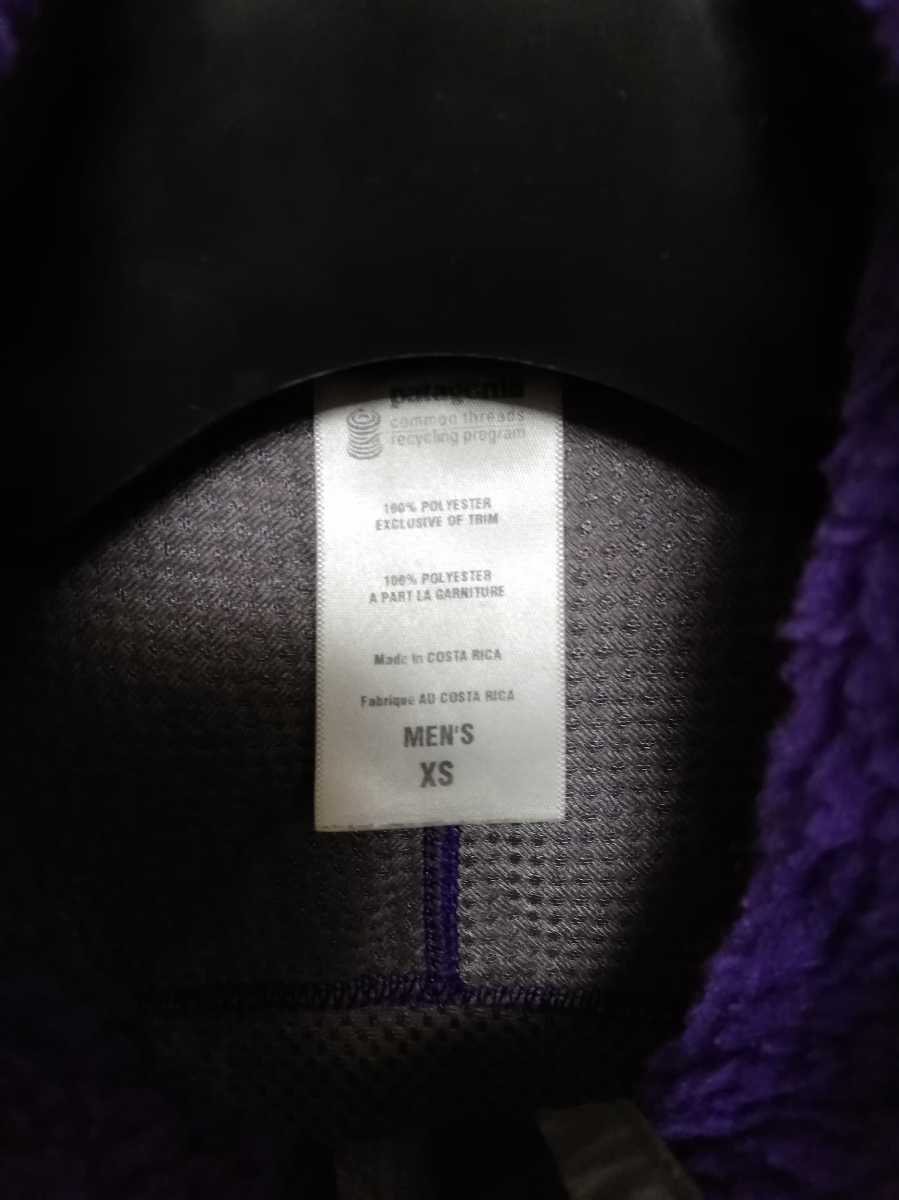 patagonia
common threads
recycling program
100% POLYESTER
EXCLUSIVE OF TRIM
100% POLYESTER
A PART LA GARNITURE
Made in COSTA RICA
Fabrique AU COSTA RICA
MEN'S
XS